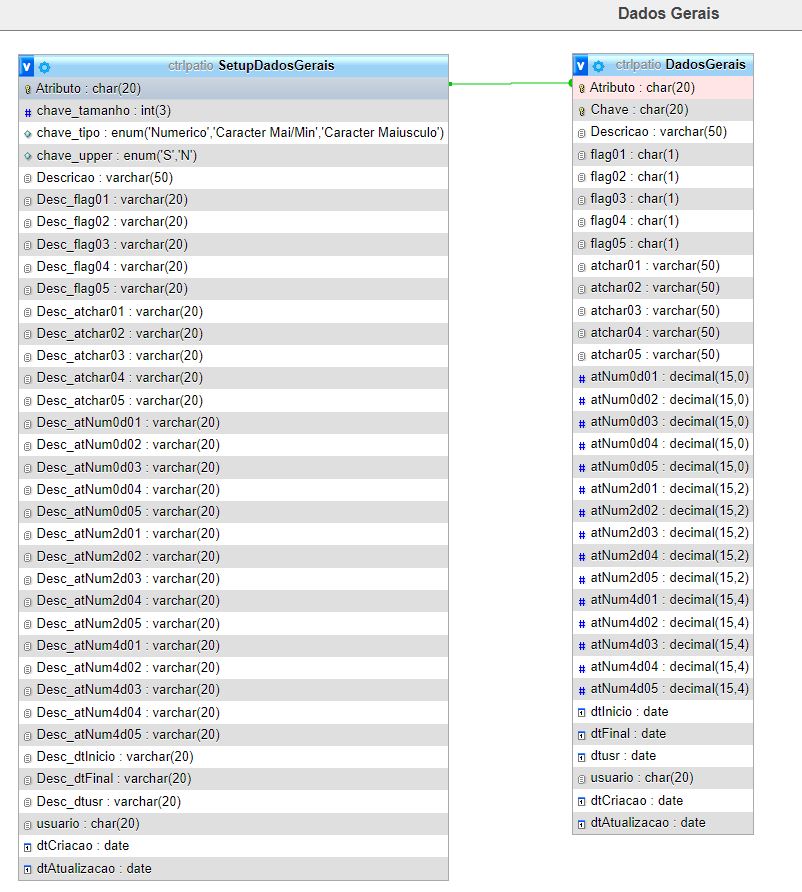 Dados Gerais
ctrlpatio SetupDadosGerais
Atributo : char(20)
chave_tamanho : int(3)
chave_tipo : enum('Numerico','Caracter Mai/Min','Caracter Maiusculo')
chave_upper : enum('S','N')
Descricao : varchar(50)
Desc_flag01 : varchar(20)
Desc_flag02 : varchar(20)
Desc_flag03 : varchar(20)
Desc_flag04 : varchar(20)
Desc_flag05 : varchar(20)
Desc_atchar01 : varchar(20)
Desc_atchar02 : varchar(20)
Desc_atchar03 : varchar(20)
Desc_atchar04 : varchar(20)
Desc_atchar05 : varchar(20)
Desc_atNum0d01 : varchar(20)
Desc_atNum0d02 : varchar(20)
Desc_atNum0d03 : varchar(20)
Desc_atNum0d04 : varchar(20)
Desc_atNum0d05 : varchar(20)
Desc_atNum2d01 : varchar(20)
Desc_atNum2d02 : varchar(20)
Desc_atNum2d03 : varchar(20)
Desc_atNum2d04 : varchar(20)
Desc_atNum2d05 : varchar(20)
Desc_atNum4d01 : varchar(20)
Desc_atNum4d02 : varchar(20)
Desc_atNum4d03 : varchar(20)
Desc_atNum4d04 : varchar(20)
Desc_atNum4d05 : varchar(20)
Desc_dtInicio : varchar(20)
Desc_dtFinal : varchar(20)
Desc_dtusr : varchar(20)
usuario : char(20)
dtCriacao : date
dtAtualizacao : date
ctrlpatio DadosGerais
Atributo : char(20)
Chave : char(20)
Descricao : varchar(50)
flag01 : char(1)
flag02 : char(1)
flag03 : char(1)
flag04 : char(1)
flag05 : char(1)
atchar01 : varchar(50)
atchar02 : varchar(50)
atchar03 : varchar(50)
atchar04 : varchar(50)
atchar05 : varchar(50)
atNum0d01 : decimal(15,0)
atNum0d02 : decimal(15,0)
atNum0d03 : decimal(15,0)
atNum0d04 : decimal(15,0)
atNum0d05 : decimal(15,0)
atNum2d01 : decimal(15,2)
atNum2d02 : decimal(15,2)
atNum2d03 : decimal(15,2)
atNum2d04 : decimal(15,2)
atNum2d05 : decimal(15,2)
atNum4d01 : decimal(15,4)
atNum4d02 : decimal(15,4)
atNum4d03 : decimal(15,4)
atNum4d04 : decimal(15,4)
atNum4d05 : decimal(15,4)
dtInicio : date
dtFinal : date
dtusr : date
usuario : char(20)
dtCriacao : date
dtAtualizacao : date